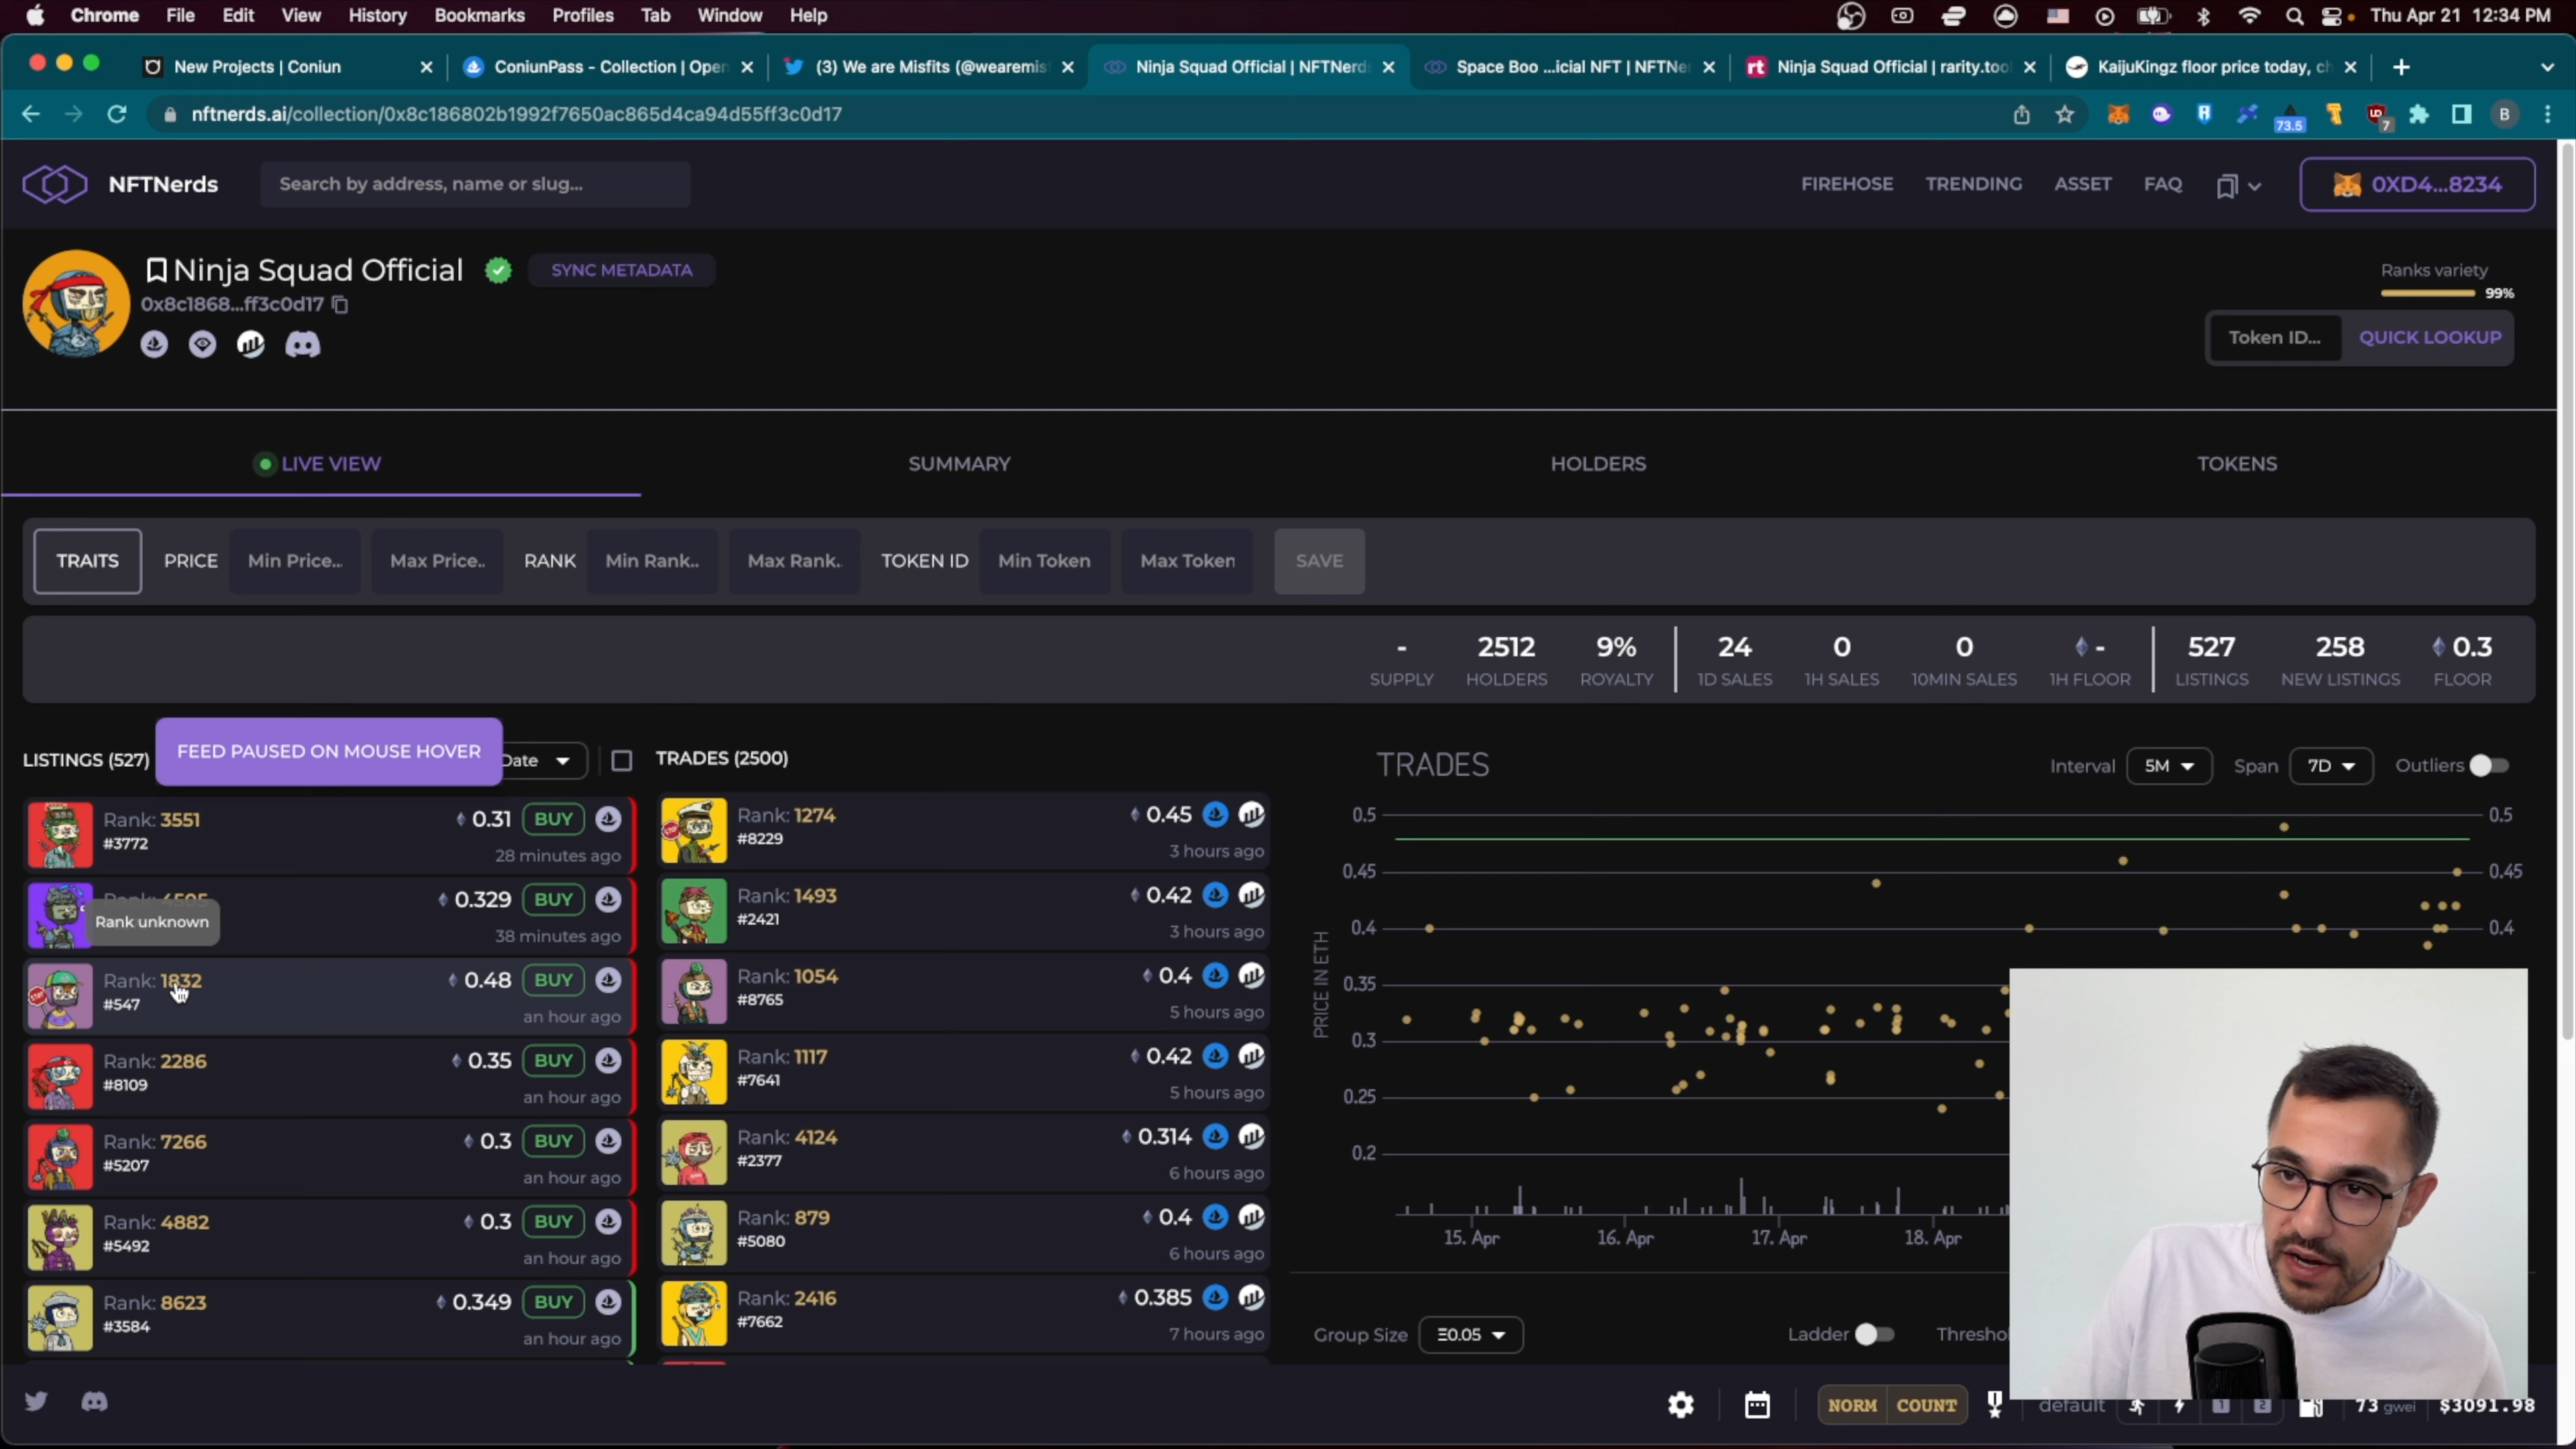 Chrome File Edit View History Bookmarks Profiles Tab Window Help Thu Apr 21 12:34 PM
New Projects | Coniun
ConiunPass - Collection | Open
(3) We are Misfits (@wearemis
Ninja Squad Official | NFTNerd
Space Boo ...icial NFT | NFTNe
Ninja Squad Official | rarity.too
KaijuKingz floor price today, c
nftnerds.ai/collection/0x8c186802b1992f7650ac865d4ca94d55ff3c0d17
73.5
7
B
NFTNerds
Search by address, name or slug...
FIREHOSE TRENDING ASSET FAQ
0XD4...8234
Ninja Squad Official
SYNC METADATA
0x8c1868...ff3c0d17
Ranks variety
99%
Token ID... QUICK LOOKUP
LIVE VIEW SUMMARY HOLDERS TOKENS
TRAITS PRICE Min Price... Max Price.. RANK Min Rank.. Max Rank. TOKEN ID Min Token Max Token SAVE
- 2512 9% 24 0 0 - 527 258 0.3
SUPPLY HOLDERS ROYALTY 1D SALES 1H SALES 10MIN SALES 1H FLOOR LISTINGS NEW LISTINGS FLOOR
LISTINGS (527)
FEED PAUSED ON MOUSE HOVER
Date
Rank: 3551 0.31 BUY
#3772
28 minutes ago
0.329 BUY
Rank unknown
38 minutes ago
Rank: 1832 0.48 BUY
#547
an hour ago
Rank: 2286 0.35 BUY
#8109
an hour ago
Rank: 7266 0.3 BUY
#5207
an hour ago
Rank: 4882 0.3 BUY
#5492
an hour ago
Rank: 8623 0.349 BUY
#3584
an hour ago
TRADES (2500)
Rank: 1274 0.45
#8229
3 hours ago
Rank: 1493 0.42
#2421
3 hours ago
Rank: 1054 0.4
#8765
5 hours ago
Rank: 1117 0.42
#7641
5 hours ago
Rank: 4124 0.314
#2377
6 hours ago
Rank: 879 0.4
#5080
6 hours ago
Rank: 2416 0.385
#7662
7 hours ago
TRADES
Interval 5M Span 7D Outliers
0.5 0.5
0.45 0.45
0.4 0.4
0.35
0.3
0.25
0.2
PRICE IN ETH
15. Apr 16. Apr 17. Apr 18. Apr
Group Size Ξ0.05 Ladder Thresho
NORM COUNT default 1 2 73 gwei $3091.98